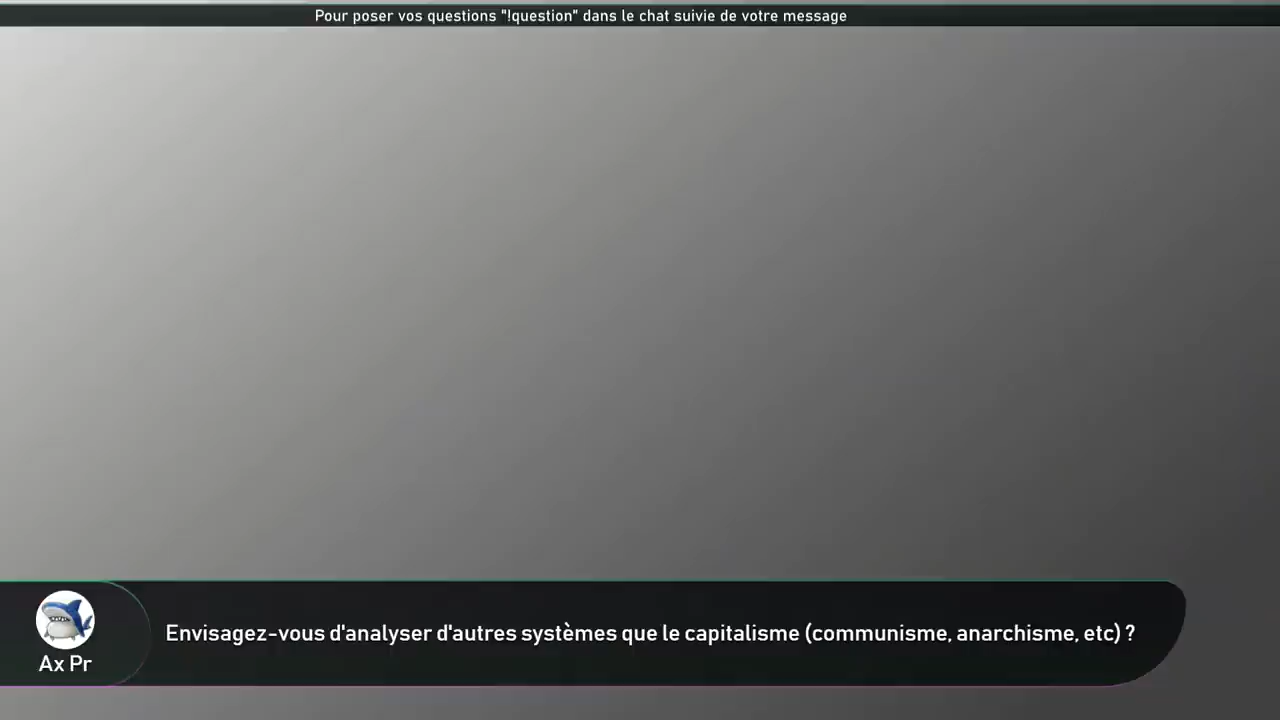 Pour poser vos questions "!question" dans le chat suivie de votre message
Envisagez-vous d'analyser d'autres systèmes que le capitalisme (communisme, anarchisme, etc) ?
Ax Pr